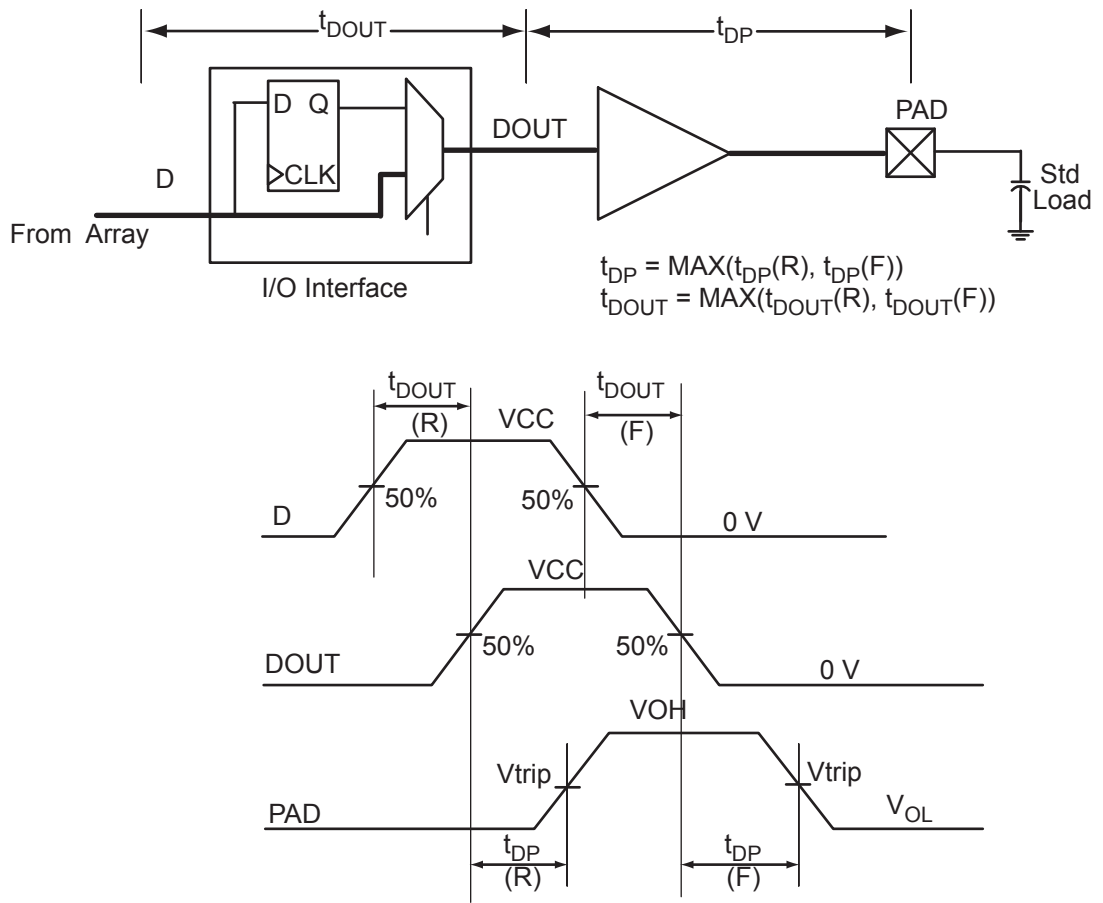 tDOUT
tDP
D Q
CLK
DOUT
PAD
D
Std
Load
From Array
I/O Interface
tDP = MAX(tDP(R), tDP(F))
tDOUT = MAX(tDOUT(R), tDOUT(F))
tDOUT
(R)
VCC
tDOUT
(F)
50%
50%
D
0 V
VCC
50%
50%
DOUT
0 V
VOH
Vtrip
Vtrip
PAD
VOL
tDP
(R)
tDP
(F)